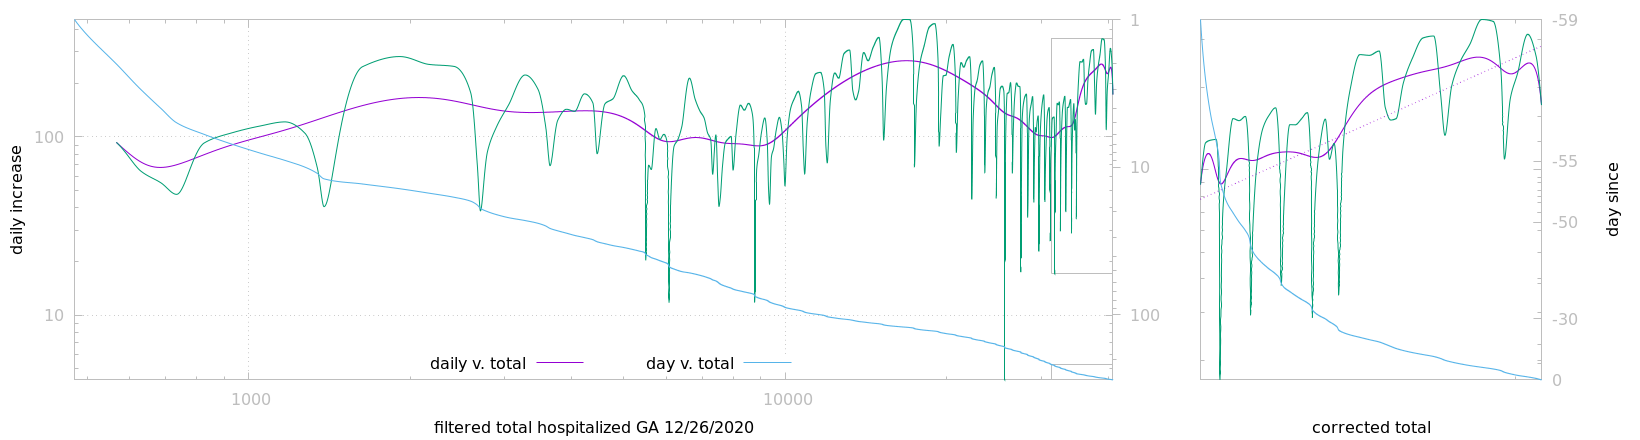 1
-59
100
10
-55
-50
10
100
-30
0
daily increase
day since
daily v. total
day v. total
1000
10000
filtered total hospitalized GA 12/26/2020
corrected total